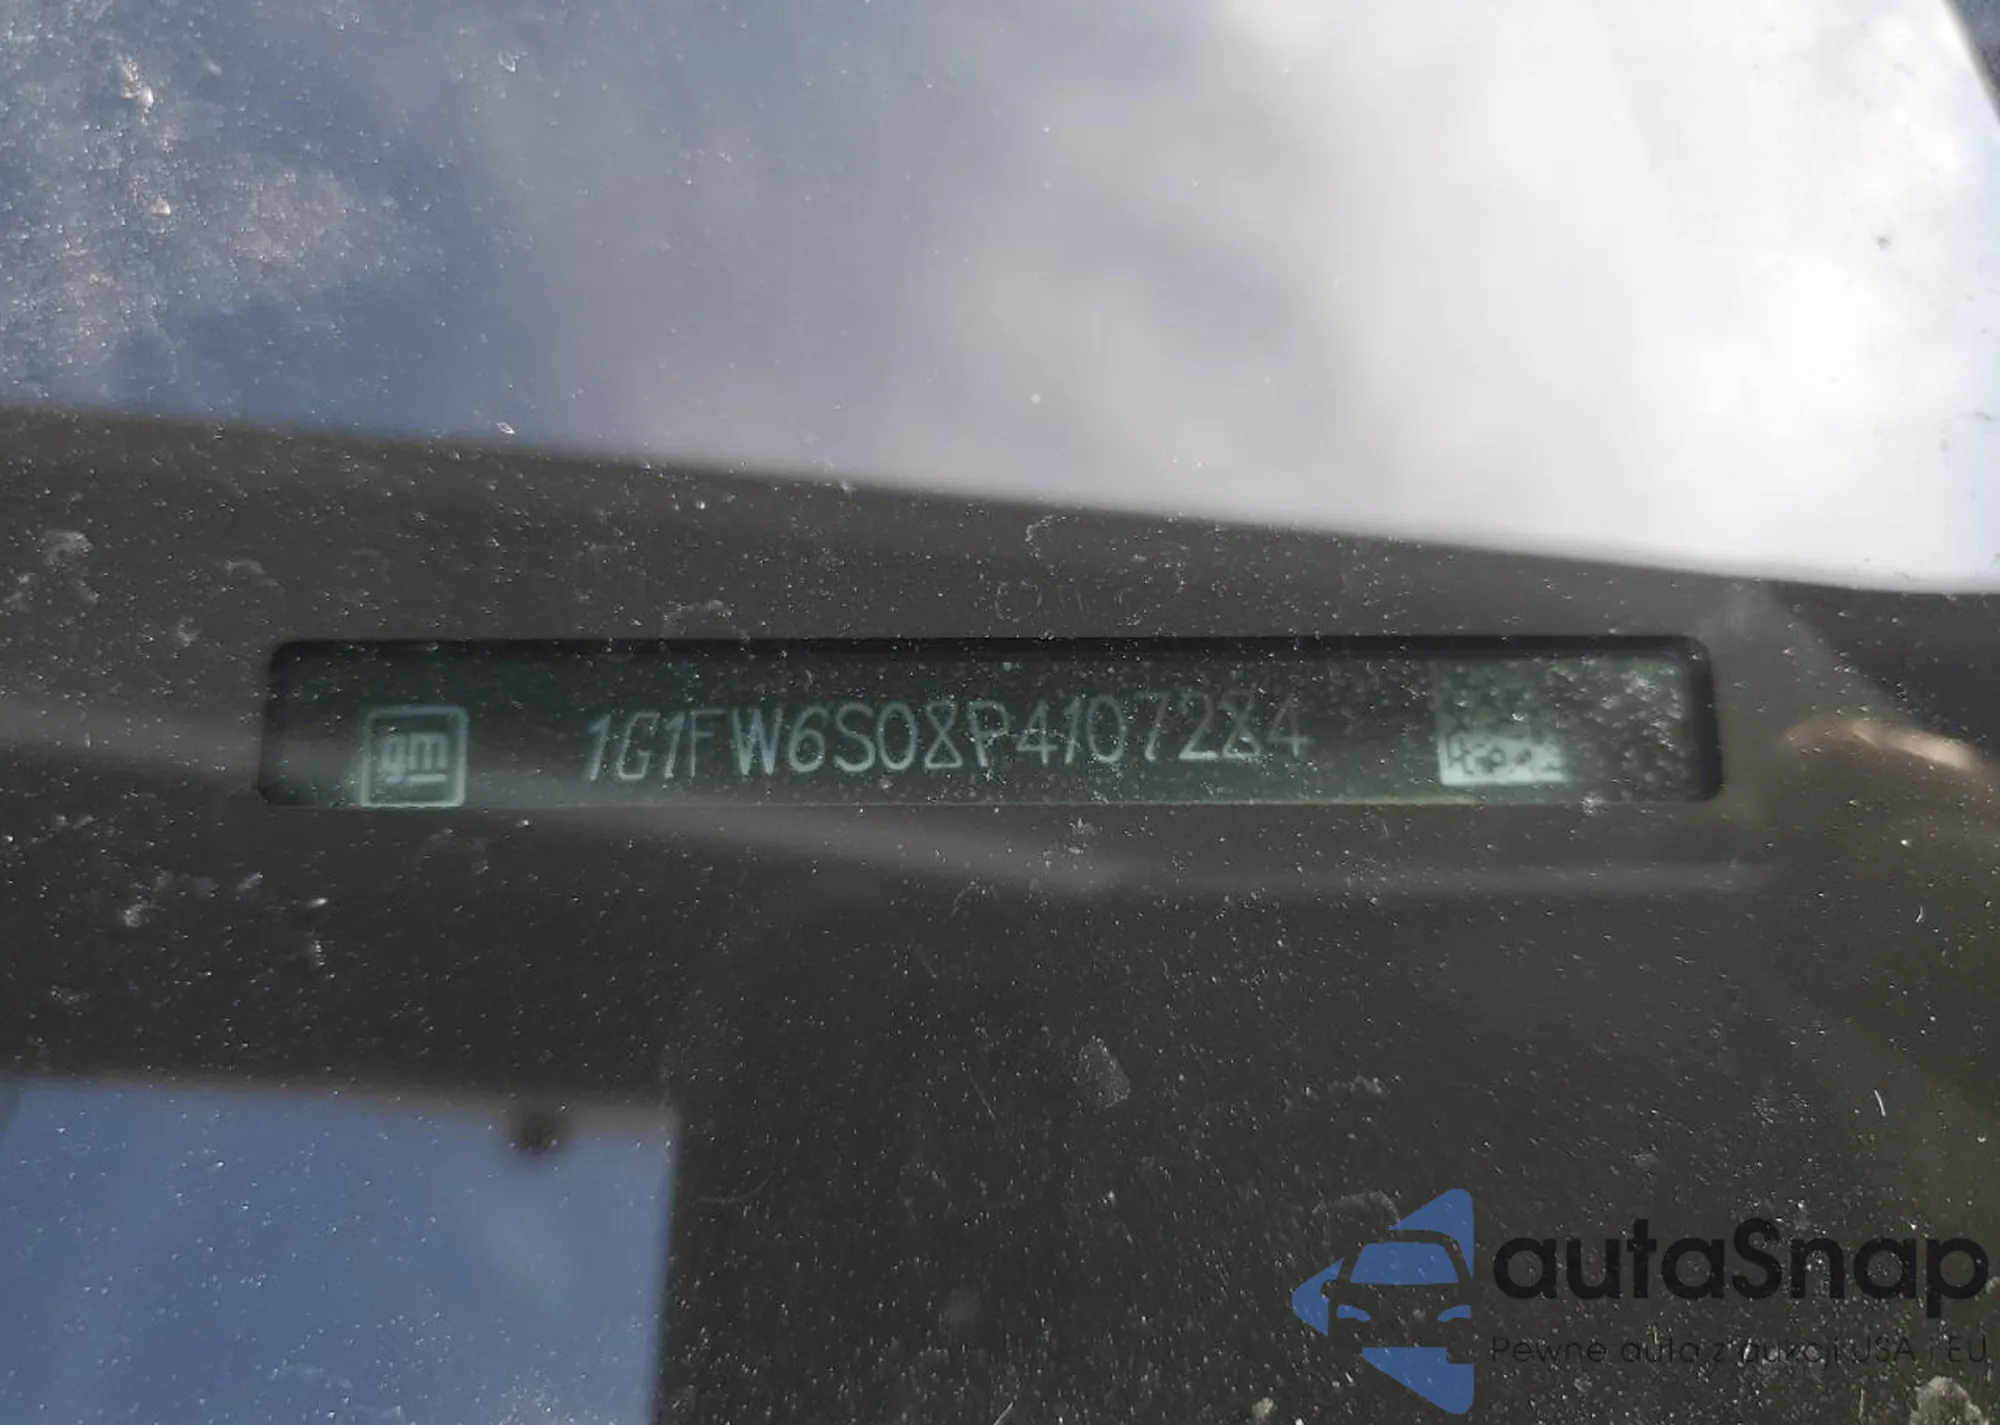 gm 1G1FW6S08P4107284
autaSnap
Pewne auta z aukcji USA i EU